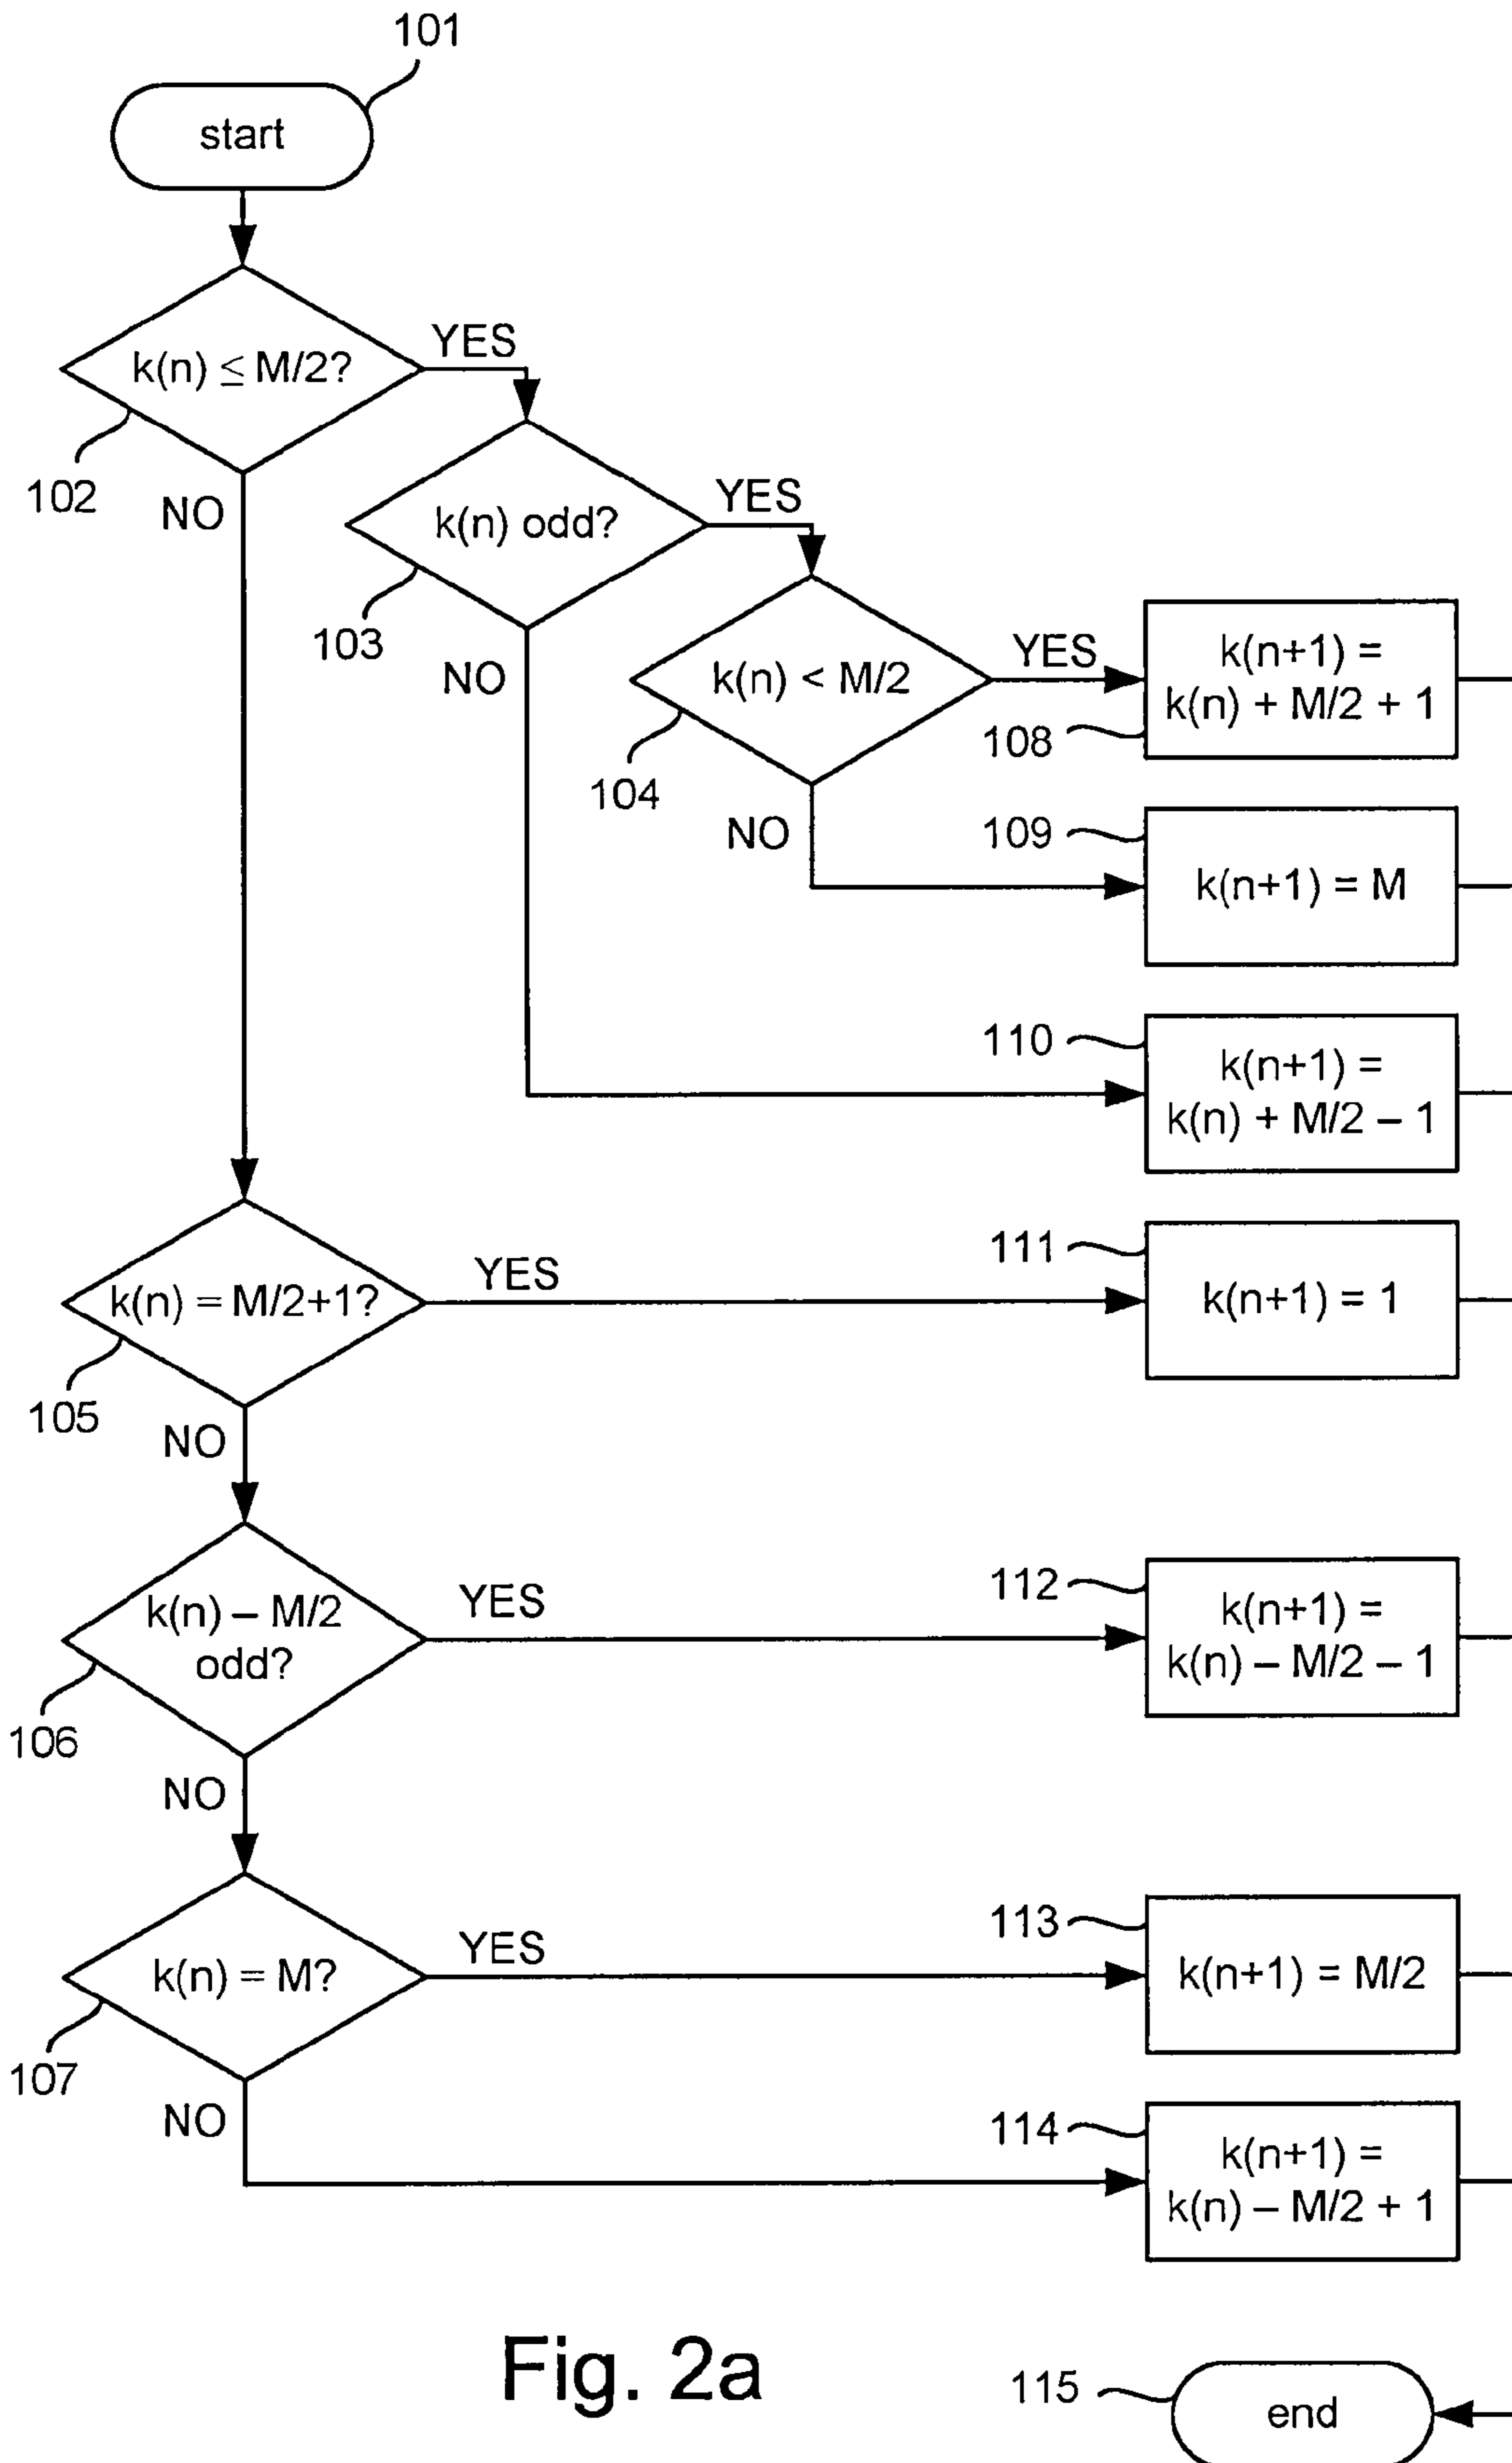 101
start
k(n) ≤ M/2?
YES
102
NO
k(n) odd?
YES
103
NO
k(n) < M/2
YES
104
NO
k(n+1) =
k(n) + M/2 + 1
108
109
k(n+1) = M
110
k(n+1) =
k(n) + M/2 – 1
k(n) = M/2+1?
YES
105
NO
111
k(n+1) = 1
k(n) – M/2
odd?
YES
106
NO
112
k(n+1) =
k(n) – M/2 – 1
k(n) = M?
YES
107
NO
113
k(n+1) = M/2
114
k(n+1) =
k(n) – M/2 + 1
Fig. 2a
115
end